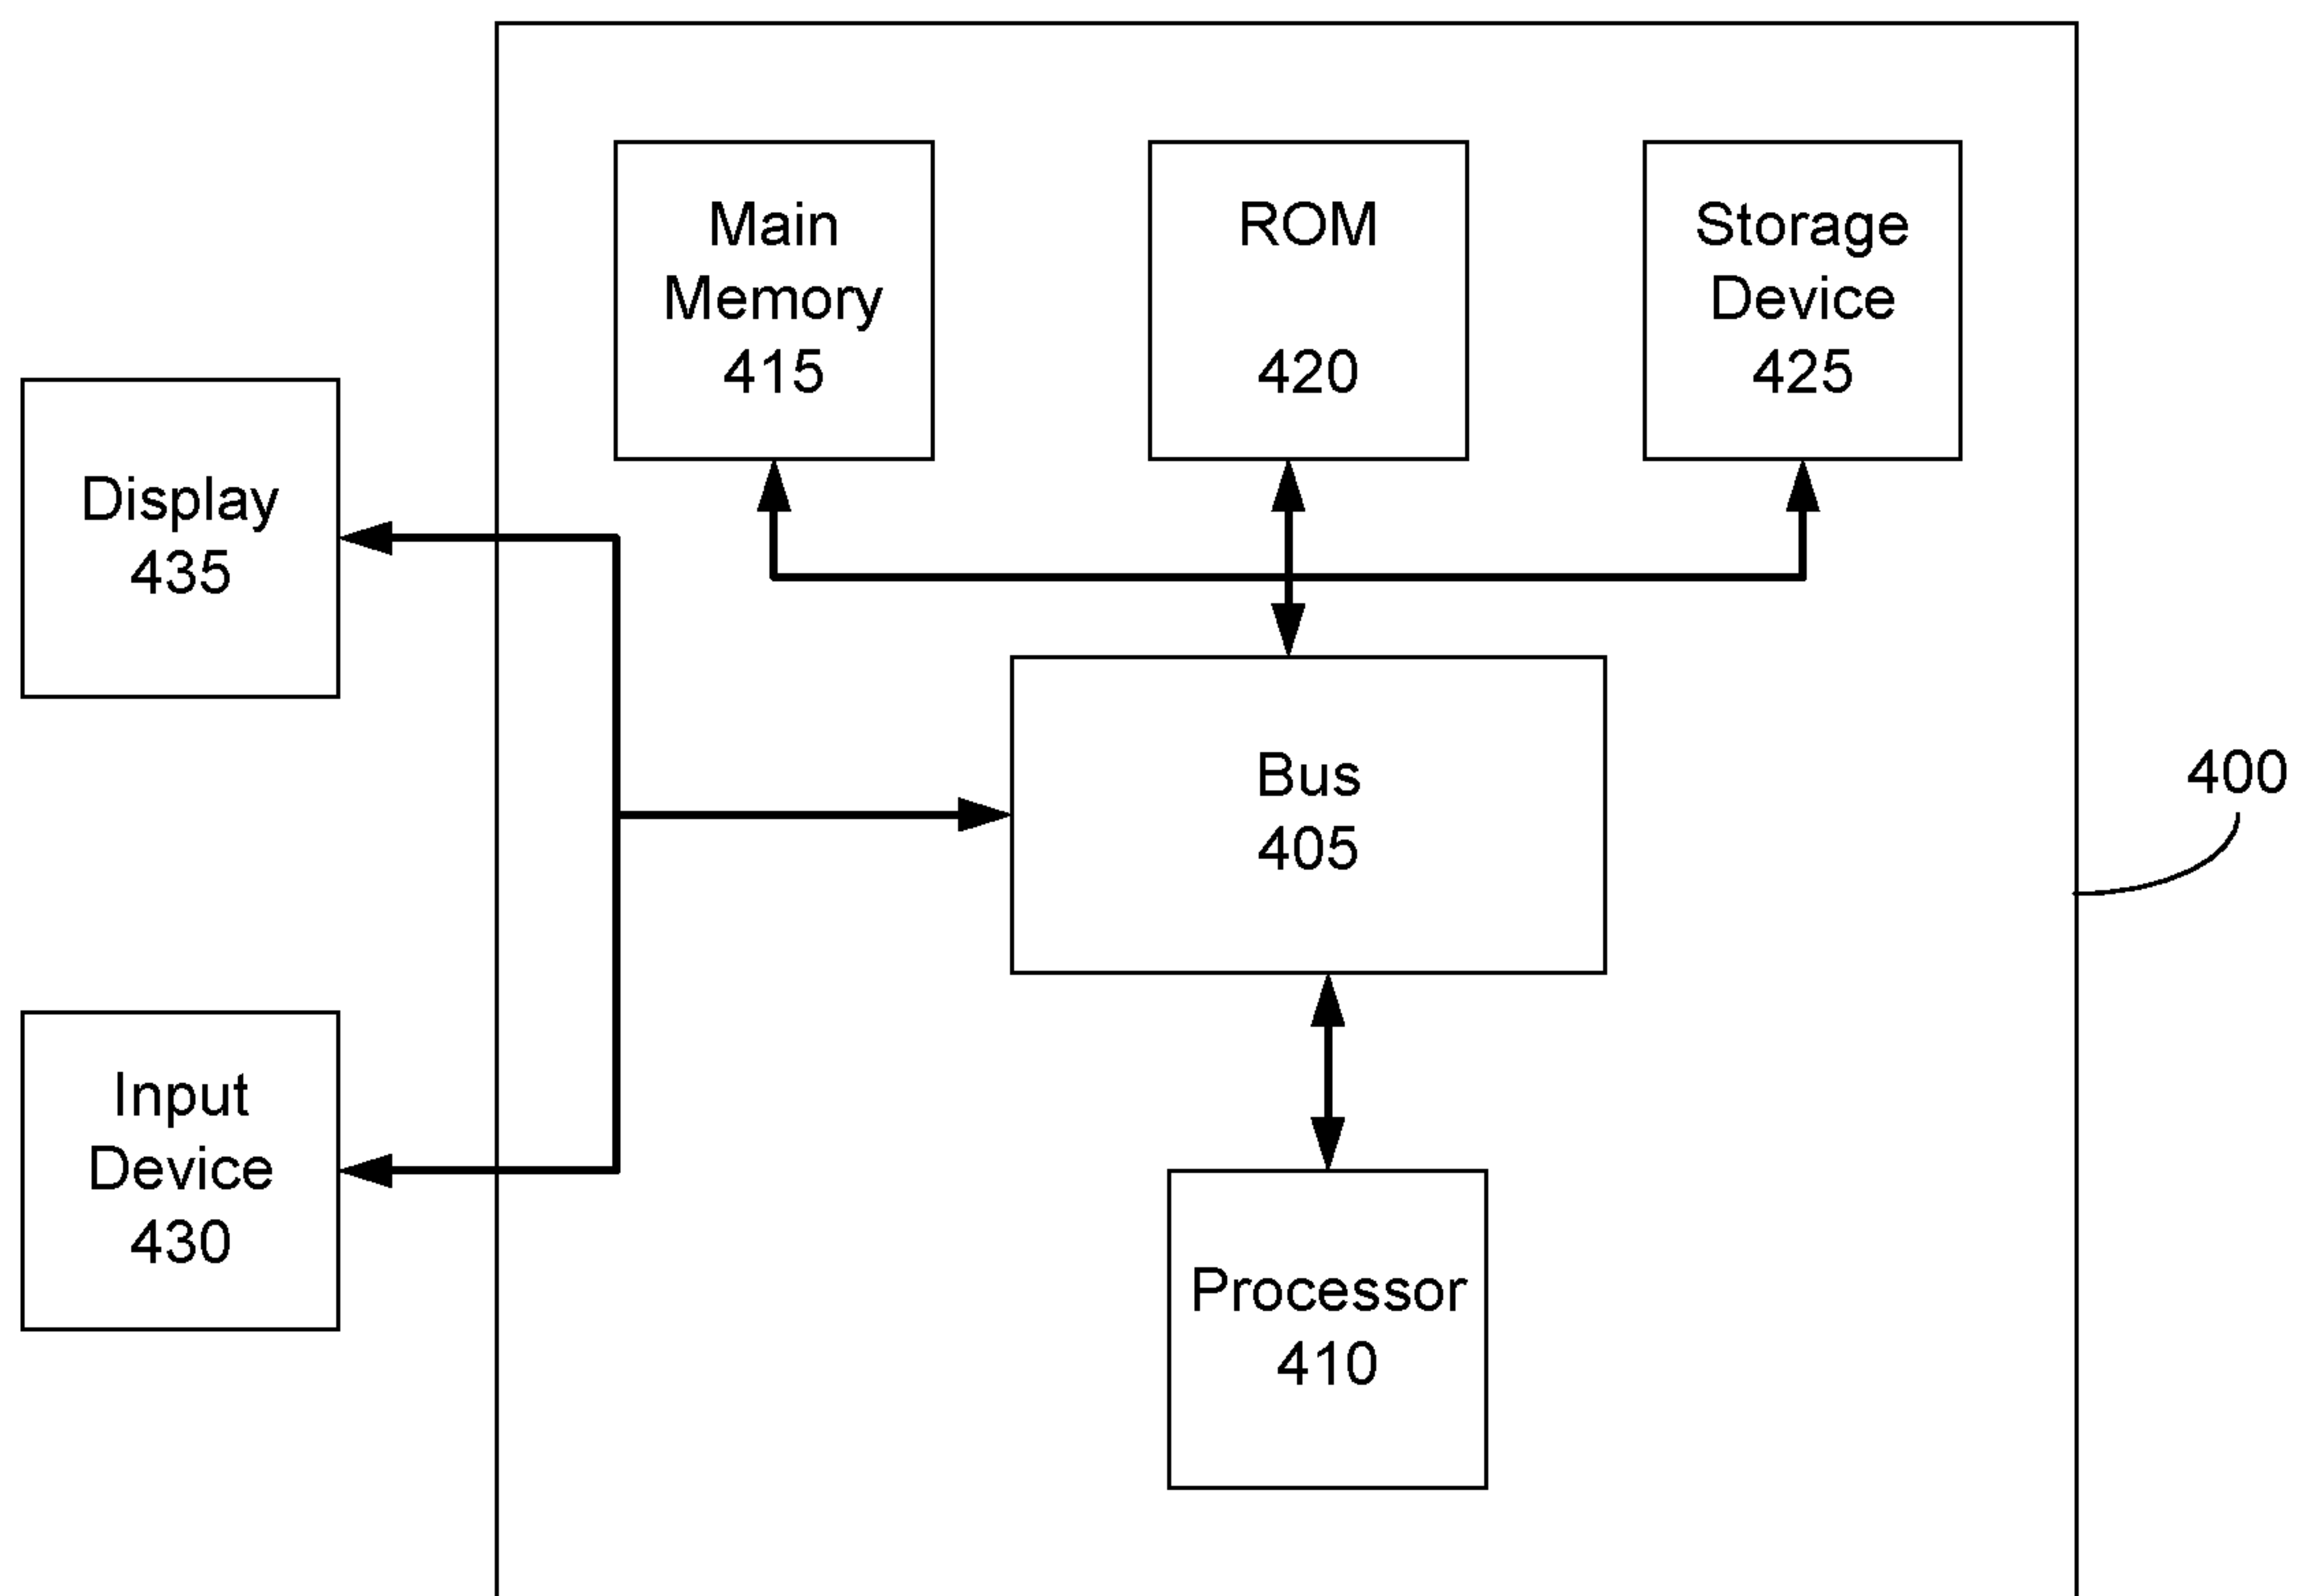 Main
Memory
415
ROM
420
Storage
Device
425
Display
435
Bus
405
400
Input
Device
430
Processor
410